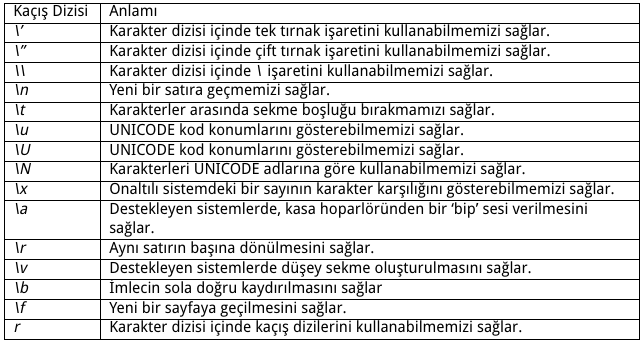 Kaçış Dizisi Anlamı
\’ Karakter dizisi içinde tek tırnak işaretini kullanabilmemizi sağlar.
\” Karakter dizisi içinde çift tırnak işaretini kullanabilmemizi sağlar.
\\ Karakter dizisi içinde \ işaretini kullanabilmemizi sağlar.
\n Yeni bir satıra geçmemizi sağlar.
\t Karakterler arasında sekme boşluğu bırakmamızı sağlar.
\u UNICODE kod konumlarını gösterebilmemizi sağlar.
\U UNICODE kod konumlarını gösterebilmemizi sağlar.
\N Karakterleri UNICODE adlarına göre kullanabilmemizi sağlar.
\x Onaltılı sistemdeki bir sayının karakter karşılığını gösterebilmemizi sağlar.
\a Destekleyen sistemlerde, kasa hoparlöründen bir ‘bip’ sesi verilmesini
sağlar.
\r Aynı satırın başına dönülmesini sağlar.
\v Destekleyen sistemlerde düşey sekme oluşturulmasını sağlar.
\b İmlecin sola doğru kaydırılmasını sağlar
\f Yeni bir sayfaya geçilmesini sağlar.
r Karakter dizisi içinde kaçış dizilerini kullanabilmemizi sağlar.